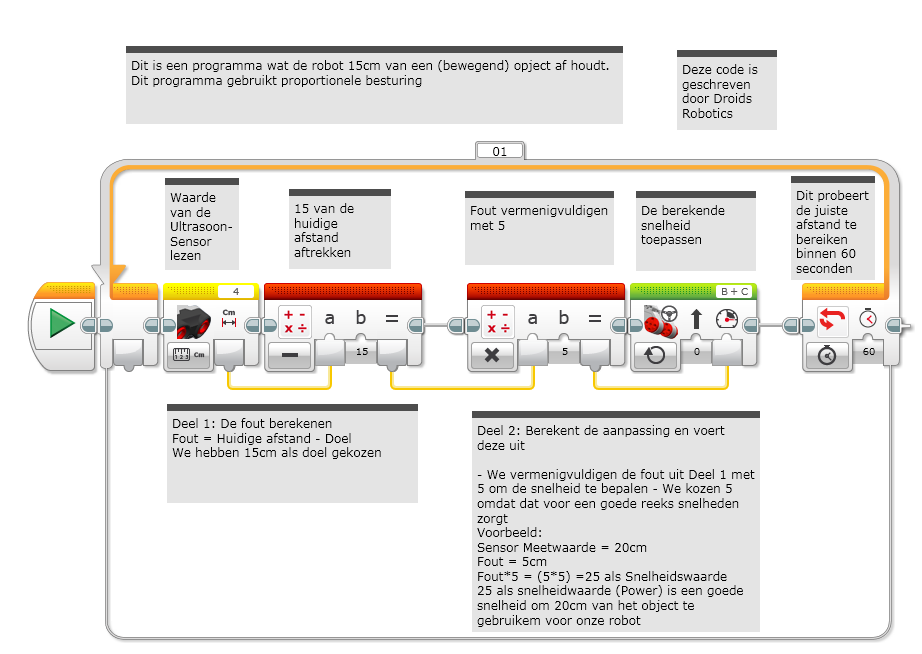 Dit is een programma wat de robot 15cm van een (bewegend) opject af houdt.
Dit programma gebruikt proportionele besturing
Deze code is
geschreven
door Droids
Robotics
01
Waarde
van de
Ultrasoon-
Sensor
lezen
15 van de
huidige
afstand
aftrekken
Fout vermenigvuldigen
met 5
De berekende
snelheid
toepassen
Dit probeert
de juiste
afstand te
bereiken
binnen 60
seconden
4
Cm
1 2 3 Cm
+ -
× ÷
a b =
15
+ -
× ÷
a b =
5
B + C
0
60
Deel 1: De fout berekenen
Fout = Huidige afstand - Doel
We hebben 15cm als doel gekozen
Deel 2: Berekent de aanpassing en voert
deze uit
- We vermenigvuldigen de fout uit Deel 1 met
5 om de snelheid te bepalen - We kozen 5
omdat dat voor een goede reeks snelheden
zorgt
Voorbeeld:
Sensor Meetwaarde = 20cm
Fout = 5cm
Fout*5 = (5*5) =25 als Snelheidswaarde
25 als snelheidwaarde (Power) is een goede
snelheid om 20cm van het object te
gebruikem voor onze robot